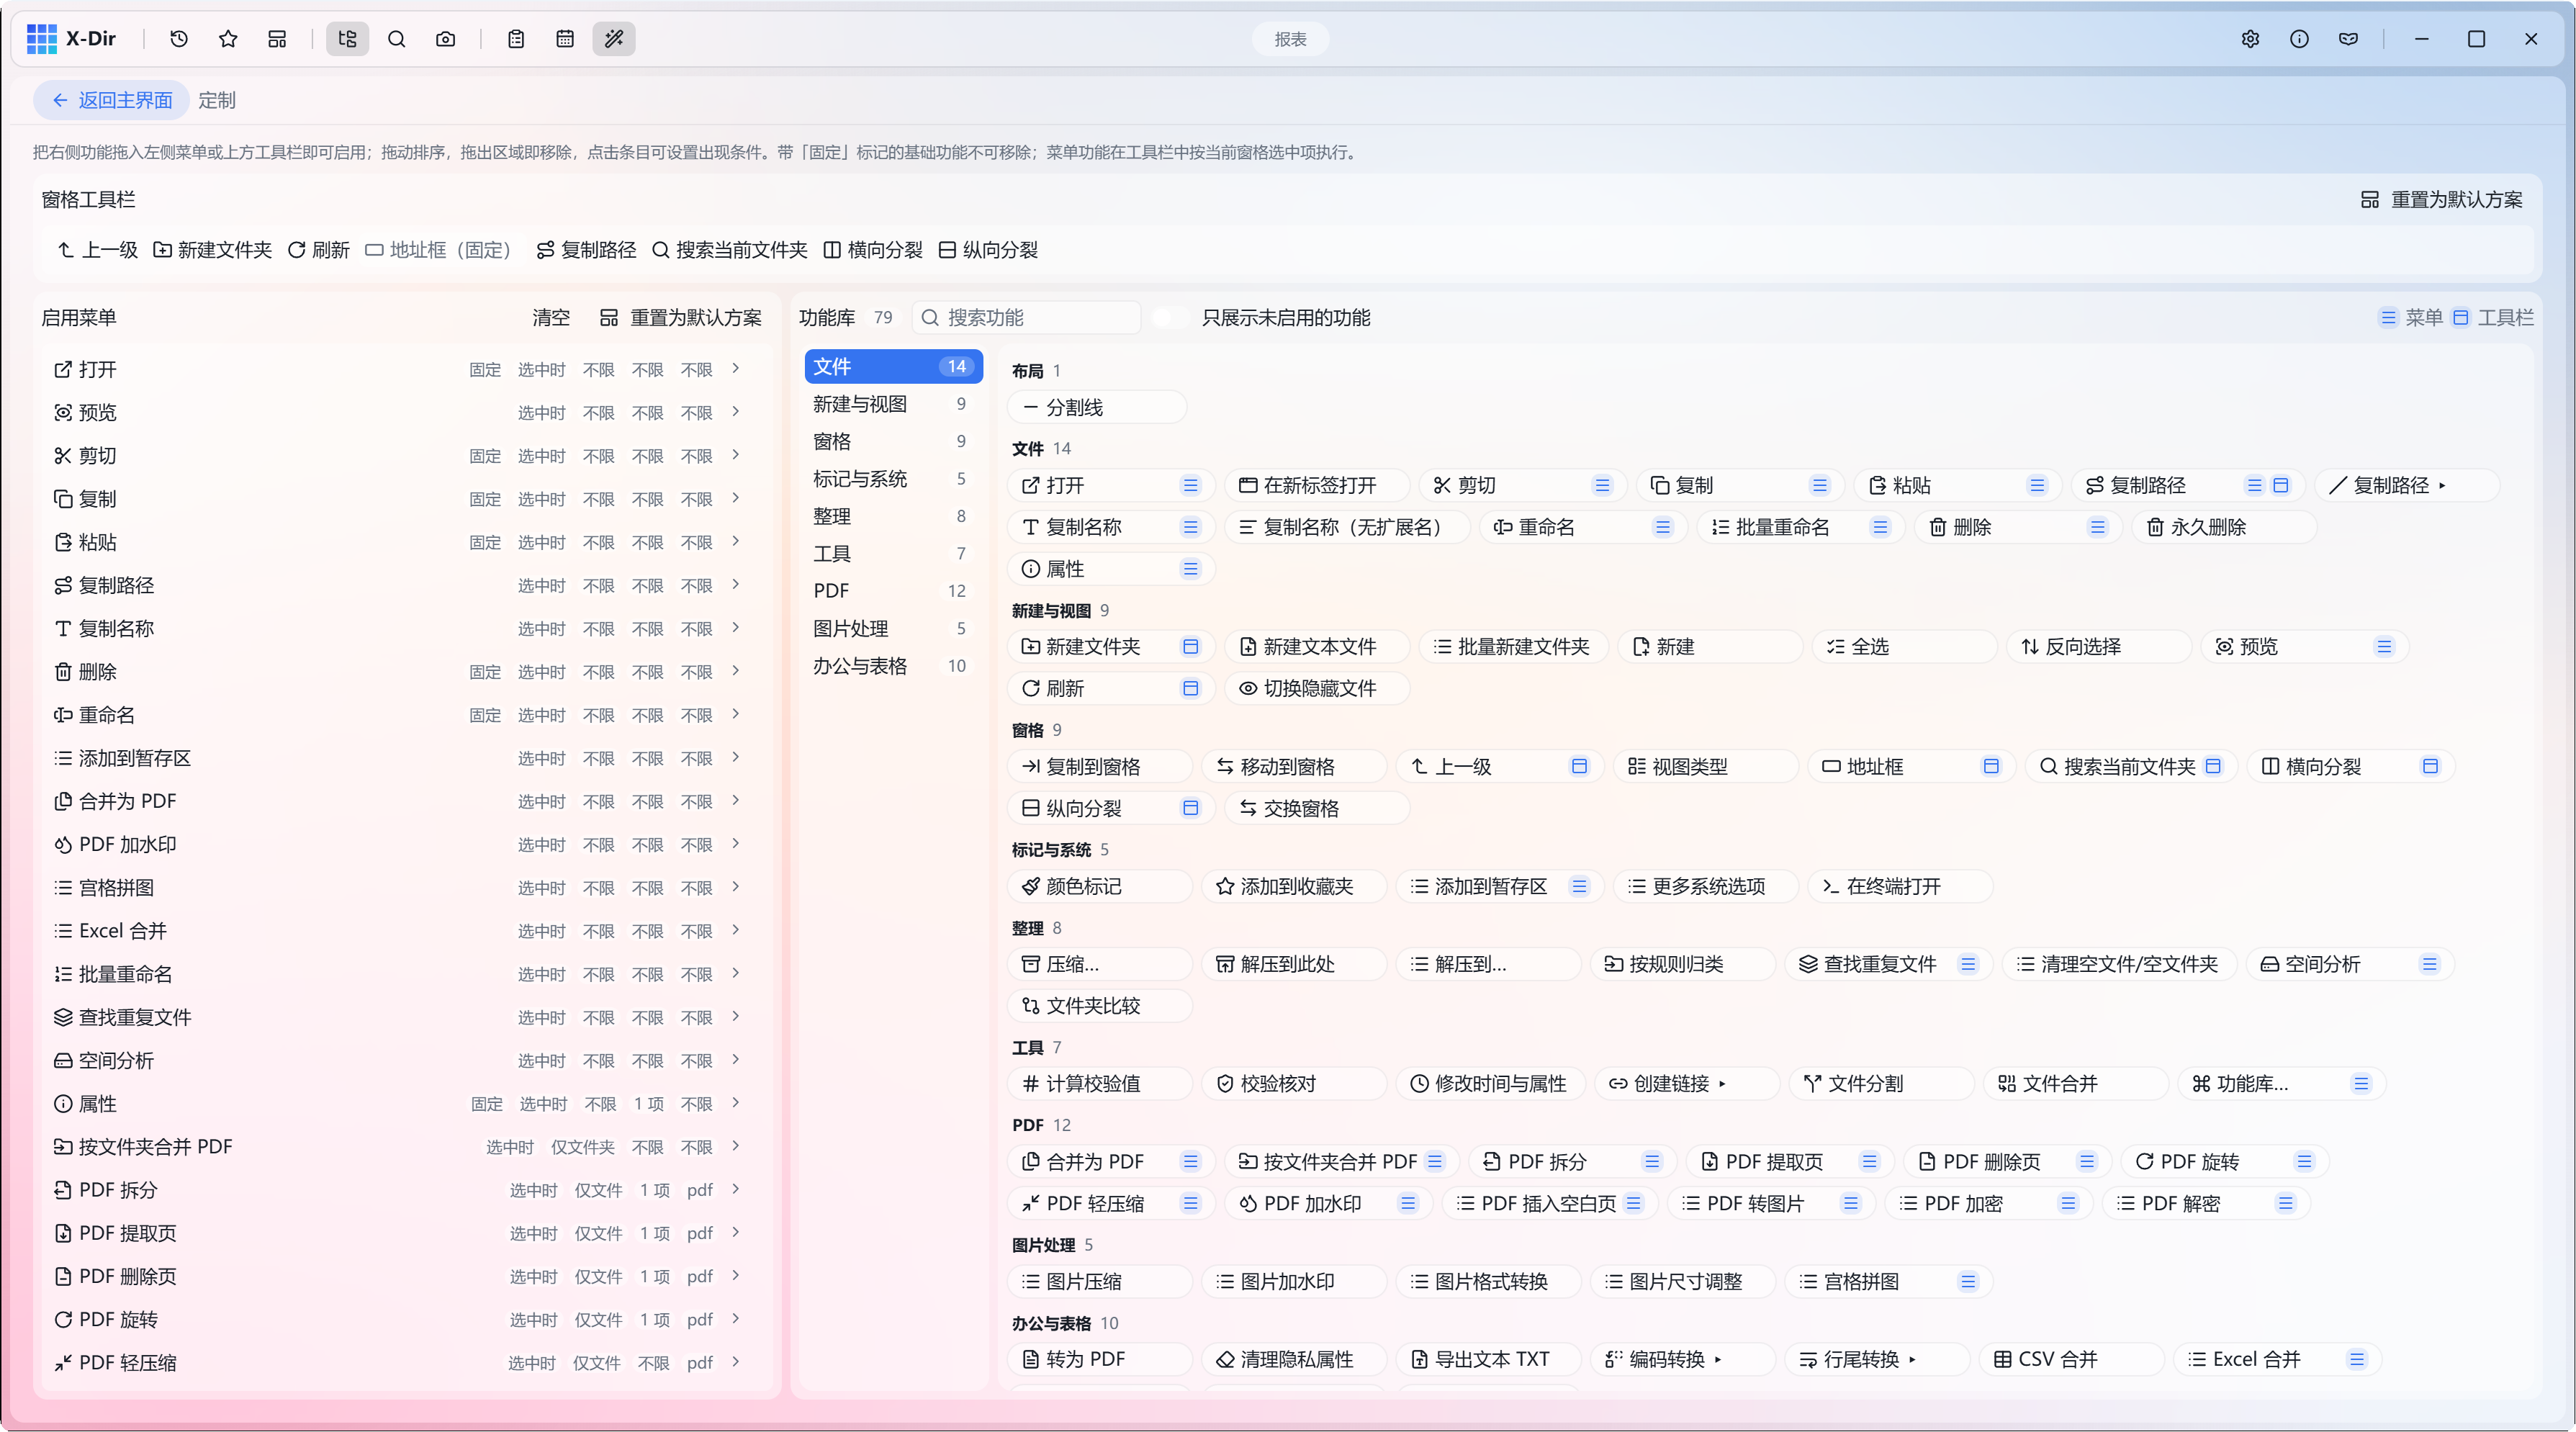 X-Dir 报表
返回主界面 定制
把右侧功能拖入左侧菜单或上方工具栏即可启用；拖动排序，拖出区域即移除，点击条目可设置出现条件。带「固定」标记的基础功能不可移除；菜单功能在工具栏中按当前窗格选中项执行。
窗格工具栏 重置为默认方案
上一级 新建文件夹 刷新 地址框（固定） 复制路径 搜索当前文件夹 横向分裂 纵向分裂
启用菜单 清空 重置为默认方案
打开 固定 选中时 不限 不限 不限
预览 选中时 不限 不限 不限
剪切 固定 选中时 不限 不限 不限
复制 固定 选中时 不限 不限 不限
粘贴 固定 选中时 不限 不限 不限
复制路径 选中时 不限 不限 不限
复制名称 选中时 不限 不限 不限
删除 固定 选中时 不限 不限 不限
重命名 固定 选中时 不限 不限 不限
添加到暂存区 选中时 不限 不限 不限
合并为 PDF 选中时 不限 不限 不限
PDF 加水印 选中时 不限 不限 不限
宫格拼图 选中时 不限 不限 不限
Excel 合并 选中时 不限 不限 不限
批量重命名 选中时 不限 不限 不限
查找重复文件 选中时 不限 不限 不限
空间分析 选中时 不限 不限 不限
属性 固定 选中时 不限 1 项 不限
按文件夹合并 PDF 选中时 仅文件夹 不限 不限
PDF 拆分 选中时 仅文件 1 项 pdf
PDF 提取页 选中时 仅文件 1 项 pdf
PDF 删除页 选中时 仅文件 1 项 pdf
PDF 旋转 选中时 仅文件 1 项 pdf
PDF 轻压缩 选中时 仅文件 不限 pdf
功能库 79 搜索功能 只展示未启用的功能 菜单 工具栏
文件 14
新建与视图 9
窗格 9
标记与系统 5
整理 8
工具 7
PDF 12
图片处理 5
办公与表格 10
布局 1
分割线
文件 14
打开 在新标签打开 剪切 复制 粘贴 复制路径 复制路径
复制名称 复制名称（无扩展名） 重命名 批量重命名 删除 永久删除
属性
新建与视图 9
新建文件夹 新建文本文件 批量新建文件夹 新建 全选 反向选择 预览
刷新 切换隐藏文件
窗格 9
复制到窗格 移动到窗格 上一级 视图类型 地址框 搜索当前文件夹 横向分裂
纵向分裂 交换窗格
标记与系统 5
颜色标记 添加到收藏夹 添加到暂存区 更多系统选项 在终端打开
整理 8
压缩... 解压到此处 解压到... 按规则归类 查找重复文件 清理空文件/空文件夹 空间分析
文件夹比较
工具 7
计算校验值 校验核对 修改时间与属性 创建链接 文件分割 文件合并 功能库...
PDF 12
合并为 PDF 按文件夹合并 PDF PDF 拆分 PDF 提取页 PDF 删除页 PDF 旋转
PDF 轻压缩 PDF 加水印 PDF 插入空白页 PDF 转图片 PDF 加密 PDF 解密
图片处理 5
图片压缩 图片加水印 图片格式转换 图片尺寸调整 宫格拼图
办公与表格 10
转为 PDF 清理隐私属性 导出文本 TXT 编码转换 行尾转换 CSV 合并 Excel 合并